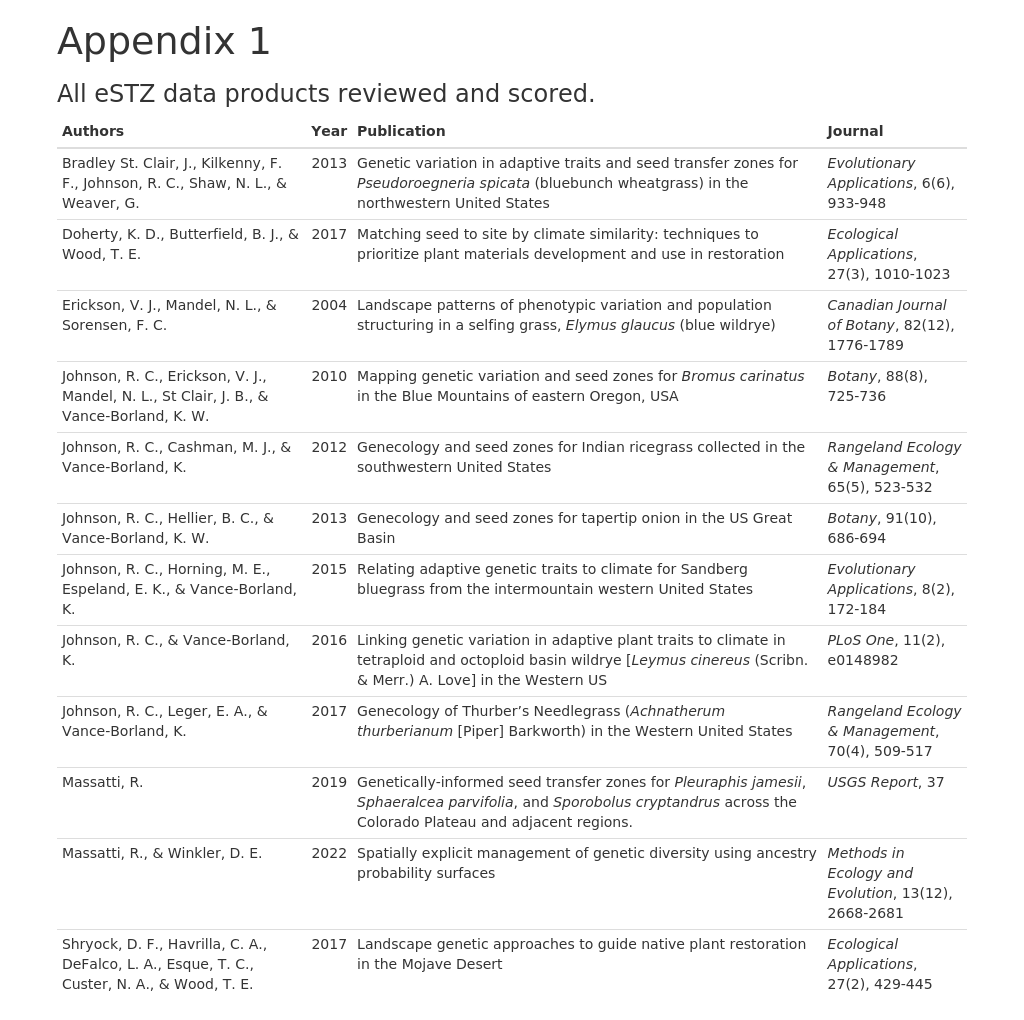 Appendix 1
All eSTZ data products reviewed and scored.
Authors Year Publication Journal
Bradley St. Clair, J., Kilkenny, F. 2013 Genetic variation in adaptive traits and seed transfer zones for Evolutionary
F., Johnson, R. C., Shaw, N. L., & Pseudoroegneria spicata (bluebunch wheatgrass) in the Applications, 6(6),
Weaver, G. northwestern United States 933-948
Doherty, K. D., Butterfield, B. J., & 2017 Matching seed to site by climate similarity: techniques to Ecological
Wood, T. E. prioritize plant materials development and use in restoration Applications,
27(3), 1010-1023
Erickson, V. J., Mandel, N. L., & 2004 Landscape patterns of phenotypic variation and population Canadian Journal
Sorensen, F. C. structuring in a selfing grass, Elymus glaucus (blue wildrye) of Botany, 82(12),
1776-1789
Johnson, R. C., Erickson, V. J., 2010 Mapping genetic variation and seed zones for Bromus carinatus Botany, 88(8),
Mandel, N. L., St Clair, J. B., & in the Blue Mountains of eastern Oregon, USA 725-736
Vance-Borland, K. W.
Johnson, R. C., Cashman, M. J., & 2012 Genecology and seed zones for Indian ricegrass collected in the Rangeland Ecology
Vance-Borland, K. southwestern United States & Management,
65(5), 523-532
Johnson, R. C., Hellier, B. C., & 2013 Genecology and seed zones for tapertip onion in the US Great Botany, 91(10),
Vance-Borland, K. W. Basin 686-694
Johnson, R. C., Horning, M. E., 2015 Relating adaptive genetic traits to climate for Sandberg Evolutionary
Espeland, E. K., & Vance-Borland, bluegrass from the intermountain western United States Applications, 8(2),
K. 172-184
Johnson, R. C., & Vance-Borland, 2016 Linking genetic variation in adaptive plant traits to climate in PLoS One, 11(2),
K. tetraploid and octoploid basin wildrye [Leymus cinereus (Scribn. e0148982
& Merr.) A. Love] in the Western US
Johnson, R. C., Leger, E. A., & 2017 Genecology of Thurber’s Needlegrass (Achnatherum Rangeland Ecology
Vance-Borland, K. thurberianum [Piper] Barkworth) in the Western United States & Management,
70(4), 509-517
Massatti, R. 2019 Genetically-informed seed transfer zones for Pleuraphis jamesii, USGS Report, 37
Sphaeralcea parvifolia, and Sporobolus cryptandrus across the
Colorado Plateau and adjacent regions.
Massatti, R., & Winkler, D. E. 2022 Spatially explicit management of genetic diversity using ancestry Methods in
probability surfaces Ecology and
Evolution, 13(12),
2668-2681
Shryock, D. F., Havrilla, C. A., 2017 Landscape genetic approaches to guide native plant restoration Ecological
DeFalco, L. A., Esque, T. C., in the Mojave Desert Applications,
Custer, N. A., & Wood, T. E. 27(2), 429-445